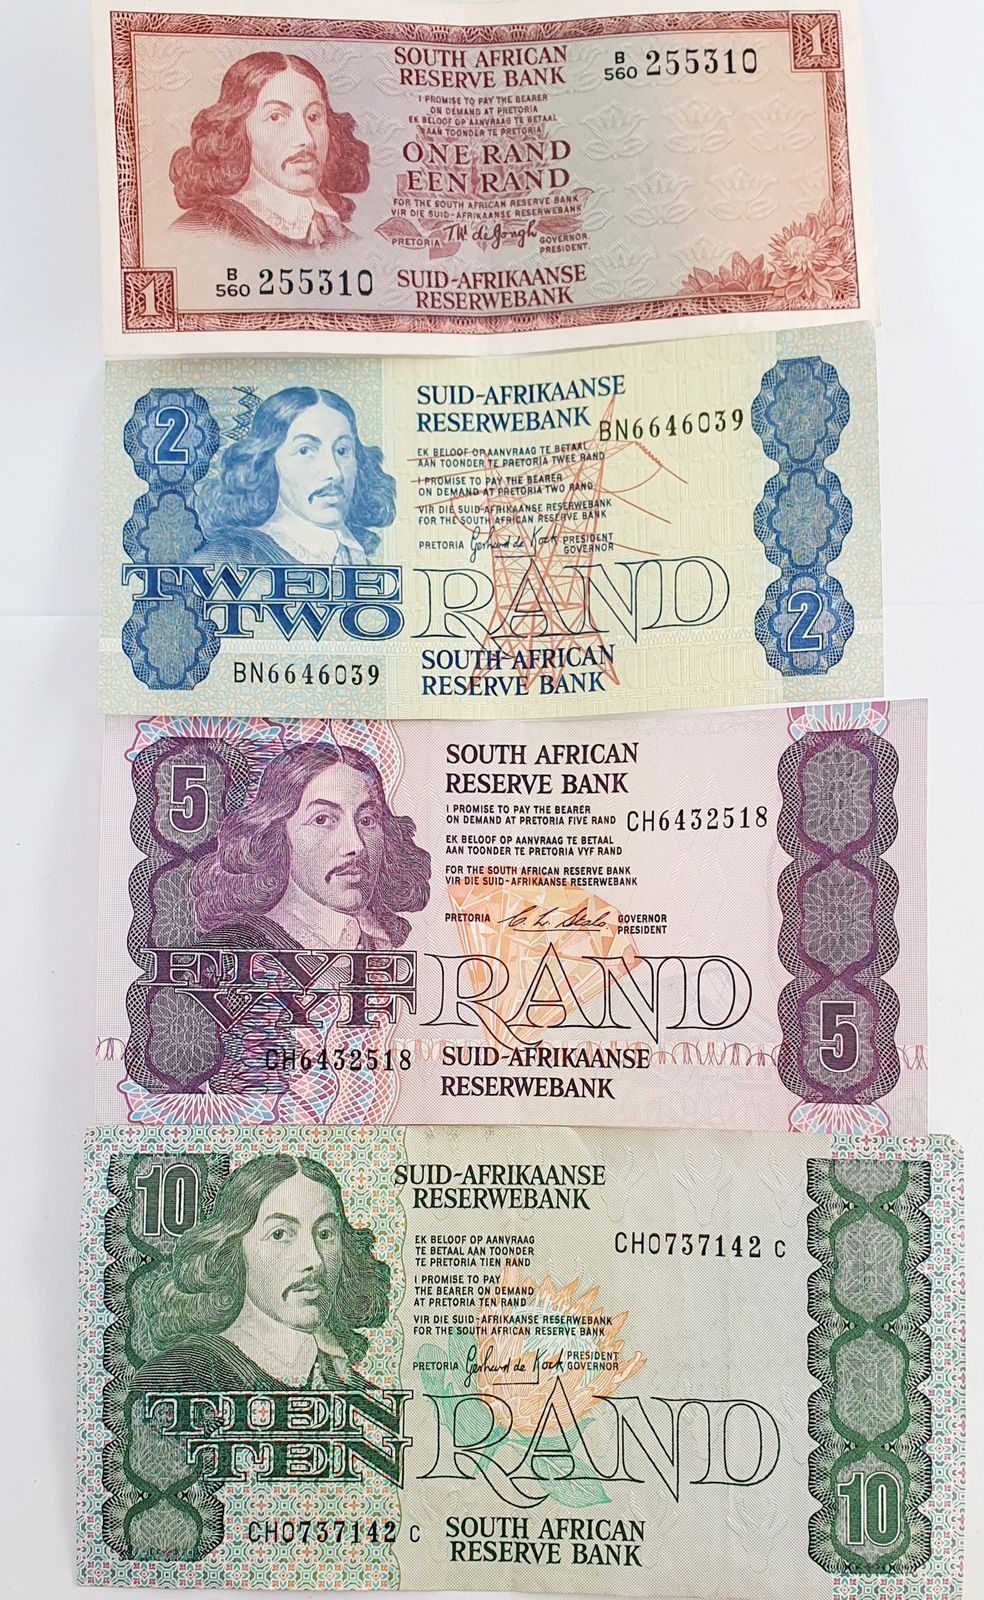 1
SOUTH AFRICAN
RESERVE BANK
B
560 255310
I PROMISE TO PAY THE BEARER
ON DEMAND AT PRETORIA
EK BELOOF OP AANVRAAG TE BETAAL
AAN TOONDER TE PRETORIA
ONE RAND
EEN RAND
FOR THE SOUTH AFRICAN RESERVE BANK
VIR DIE SUID-AFRIKAANSE RESERWEBANK
PRETORIA TW de Jongh GOVERNOR.
PRESIDENT.
B
560 255310
SUID-AFRIKAANSE
RESERWEBANK
1
2
SUID-AFRIKAANSE
RESERWEBANK
BN6646039
EK BELOOF OP AANVRAAG TE BETAAL
AAN TOONDER TE PRETORIA TWEE RAND
I PROMISE TO PAY THE BEARER
ON DEMAND AT PRETORIA TWO RAND
VIR DIE SUID-AFRIKAANSE RESERWEBANK
FOR THE SOUTH AFRICAN RESERVE BANK
PRETORIA Gerhard de Kock PRESIDENT
GOVERNOR
TWEE
TWO RAND
2
BN6646039
SOUTH AFRICAN
RESERVE BANK
5
SOUTH AFRICAN
RESERVE BANK
I PROMISE TO PAY THE BEARER
ON DEMAND AT PRETORIA FIVE RAND
CH6432518
EK BELOOF OP AANVRAAG TE BETAAL
AAN TOONDER TE PRETORIA VYF RAND
FOR THE SOUTH AFRICAN RESERVE BANK
VIR DIE SUID-AFRIKAANSE RESERWEBANK
PRETORIA C. L. Stals GOVERNOR
PRESIDENT
FIVE
VYF RAND
5
CH6432518
SUID-AFRIKAANSE
RESERWEBANK
10
SUID-AFRIKAANSE
RESERWEBANK
EK BELOOF OP AANVRAAG
TE BETAAL AAN TOONDER
TE PRETORIA TIEN RAND
CH0737142 C
I PROMISE TO PAY
THE BEARER ON DEMAND
AT PRETORIA TEN RAND
VIR DIE SUID-AFRIKAANSE RESERWEBANK
FOR THE SOUTH AFRICAN RESERVE BANK
PRETORIA Gerhard de Kock PRESIDENT
GOVERNOR
TIEN
TEN RAND
10
CH0737142 C
SOUTH AFRICAN
RESERVE BANK